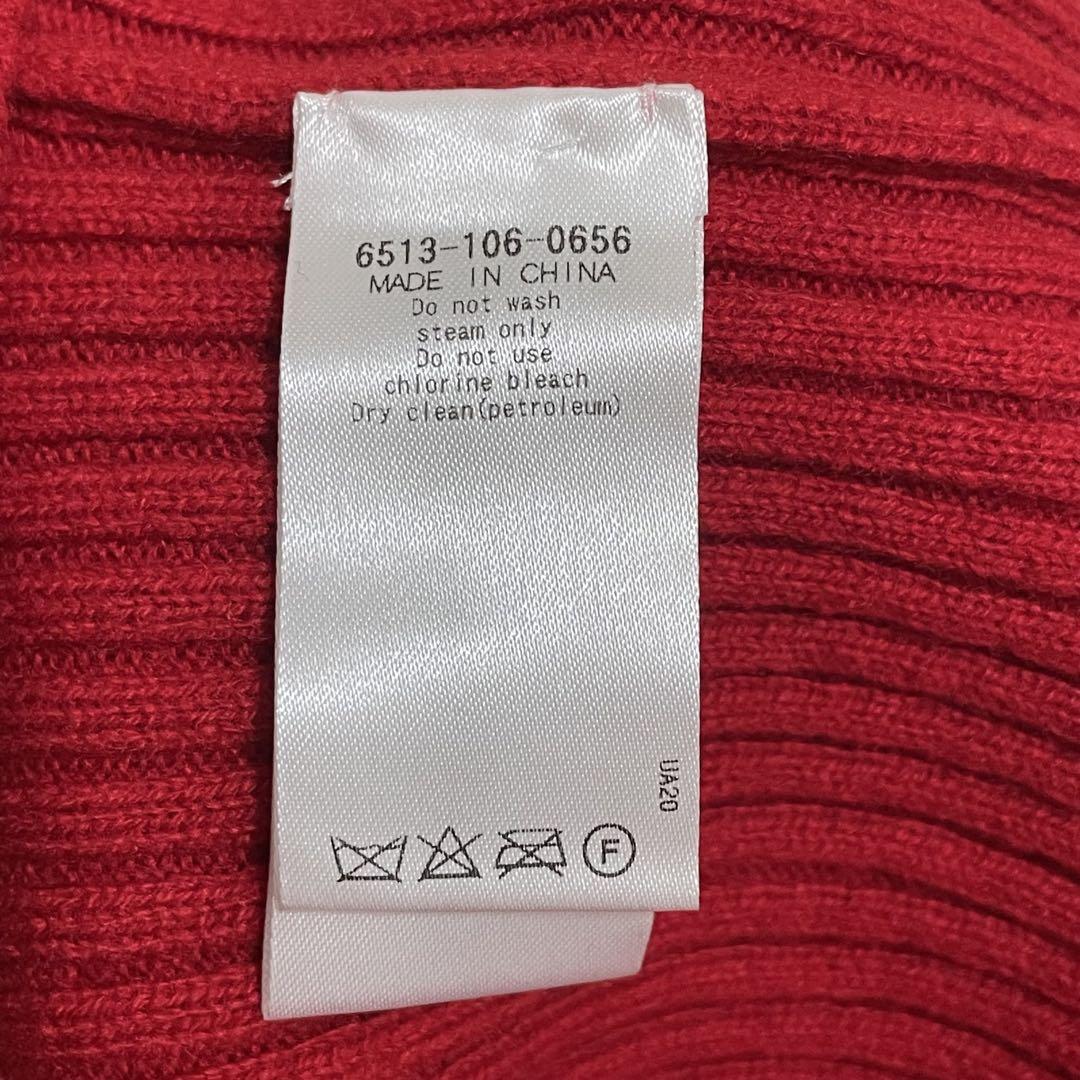 6513-106-0656
MADE IN CHINA
Do not wash
steam only
Do not use
chlorine bleach
Dry clean(petroleum)
UA20
F